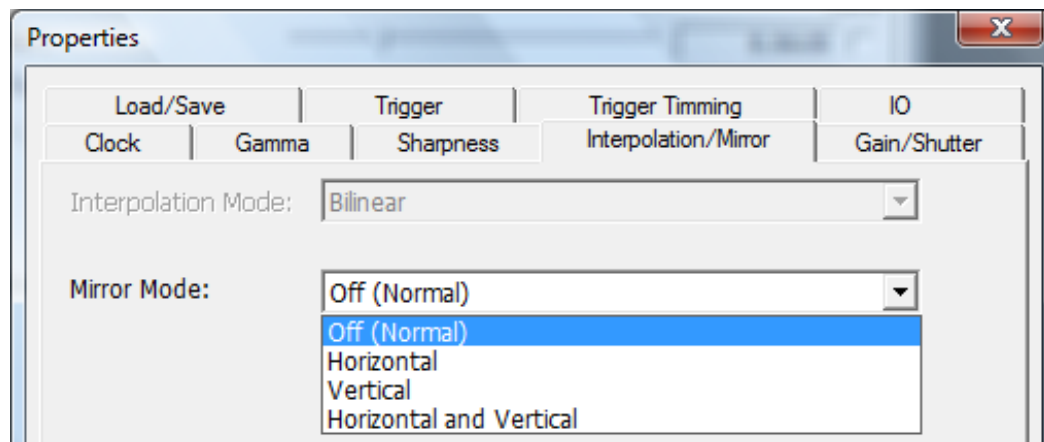 Properties
X
Load/Save Trigger Trigger Timming IO
Clock Gamma Sharpness Interpolation/Mirror Gain/Shutter
Interpolation Mode: Bilinear
Mirror Mode: Off (Normal)
Off (Normal)
Horizontal
Vertical
Horizontal and Vertical